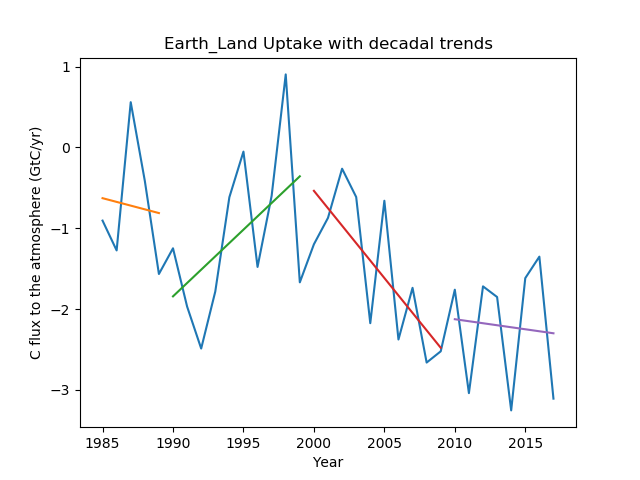 Earth_Land Uptake with decadal trends
C flux to the atmosphere (GtC/yr)
1
0
−1
−2
−3
1985 1990 1995 2000 2005 2010 2015
Year